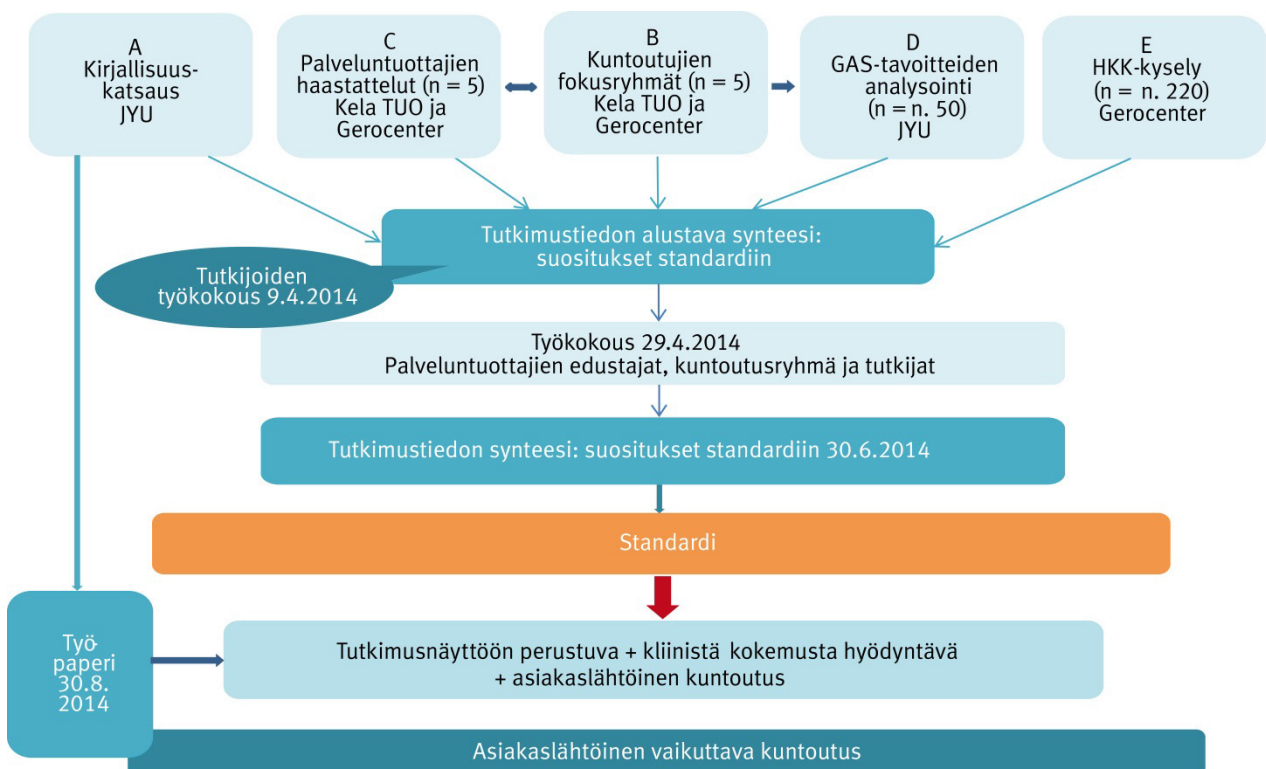 A
Kirjallisuus-
katsaus
JYU
C
Palveluntuottajien
haastattelut (n = 5)
Kela TUO ja
Gerocenter
B
Kuntoutujien
fokusryhmät (n = 5)
Kela TUO ja
Gerocenter
D
GAS-tavoitteiden
analysointi
(n = n. 50)
JYU
E
HKK-kysely
(n = n. 220)
Gerocenter
Tutkimustiedon alustava synteesi:
suositukset standardiin
Tutkijoiden
työkokous 9.4.2014
Työkokous 29.4.2014
Palveluntuottajien edustajat, kuntoutusryhmä ja tutkijat
Tutkimustiedon synteesi: suositukset standardiin 30.6.2014
Standardi
Työ-
paperi
30.8.
2014
Tutkimusnäyttöön perustuva + kliinistä kokemusta hyödyntävä
+ asiakaslähtöinen kuntoutus
Asiakaslähtöinen vaikuttava kuntoutus